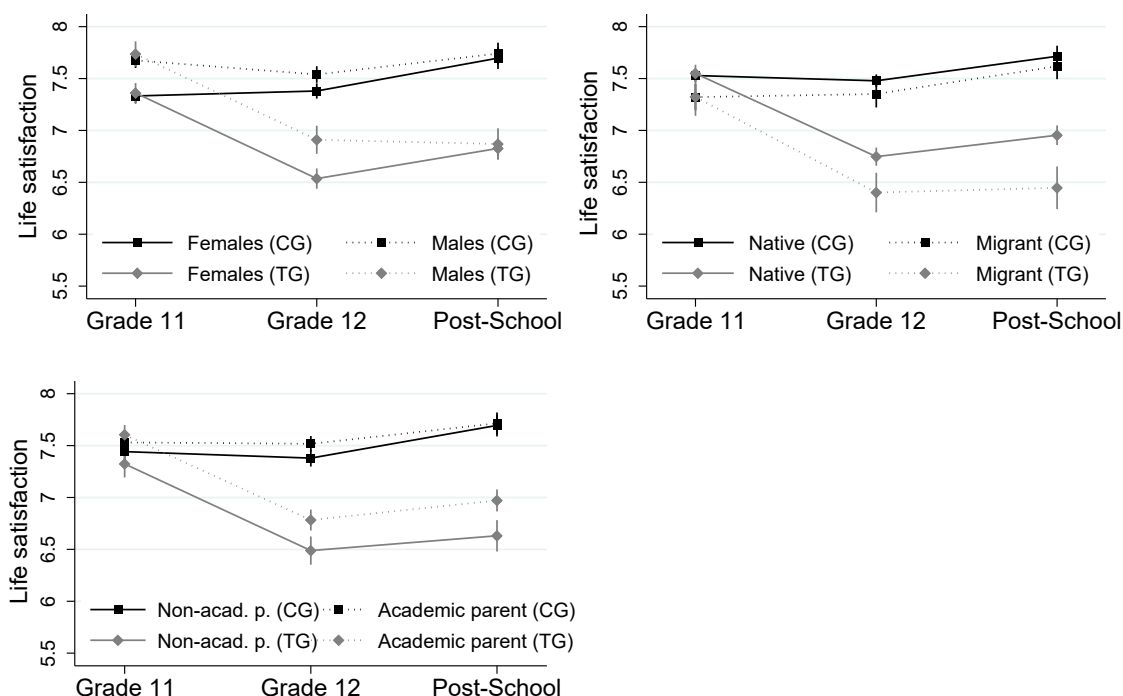 Life satisfaction
8
7.5
7
6.5
6
5.5
Females (CG) Males (CG)
Females (TG) Males (TG)
Grade 11 Grade 12 Post-School
Life satisfaction
8
7.5
7
6.5
6
5.5
Native (CG) Migrant (CG)
Native (TG) Migrant (TG)
Grade 11 Grade 12 Post-School
Life satisfaction
8
7.5
7
6.5
6
5.5
Non-acad. p. (CG) Academic parent (CG)
Non-acad. p. (TG) Academic parent (TG)
Grade 11 Grade 12 Post-School